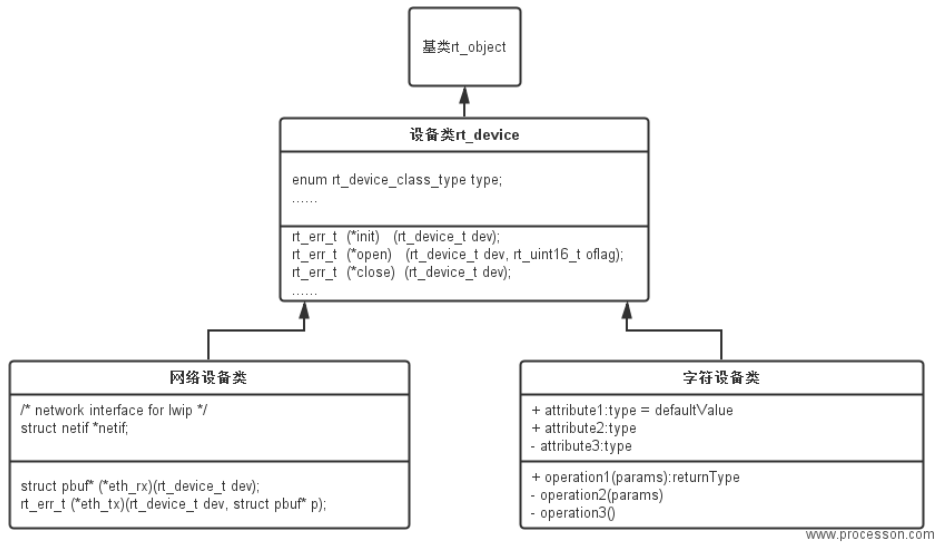 基类rt_object
设备类rt_device
enum rt_device_class_type type;
......
rt_err_t (*init) (rt_device_t dev);
rt_err_t (*open) (rt_device_t dev, rt_uint16_t oflag);
rt_err_t (*close) (rt_device_t dev);
......
网络设备类
/* network interface for lwip */
struct netif *netif;
struct pbuf* (*eth_rx)(rt_device_t dev);
rt_err_t (*eth_tx)(rt_device_t dev, struct pbuf* p);
字符设备类
+ attribute1:type = defaultValue
+ attribute2:type
- attribute3:type
+ operation1(params):returnType
- operation2(params)
- operation3()
www.processon.com